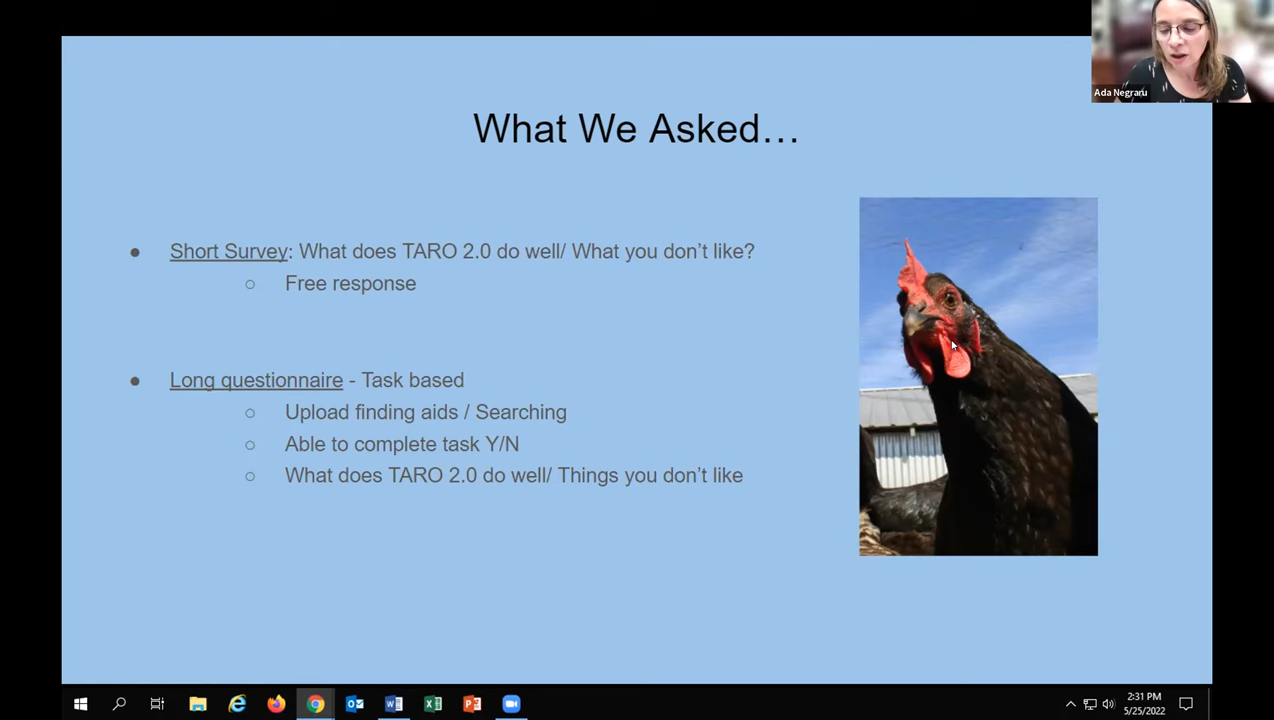 Ada Negraru
What We Asked…
● Short Survey: What does TARO 2.0 do well/ What you don’t like?
○ Free response
● Long questionnaire - Task based
○ Upload finding aids / Searching
○ Able to complete task Y/N
○ What does TARO 2.0 do well/ Things you don’t like
2:31 PM
5/25/2022